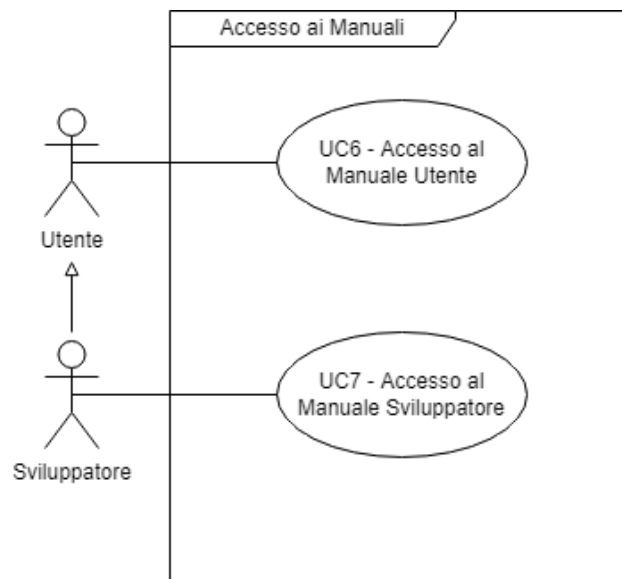 Accesso ai Manuali
UC6 - Accesso al
Manuale Utente
Utente
UC7 - Accesso al
Manuale Sviluppatore
Sviluppatore